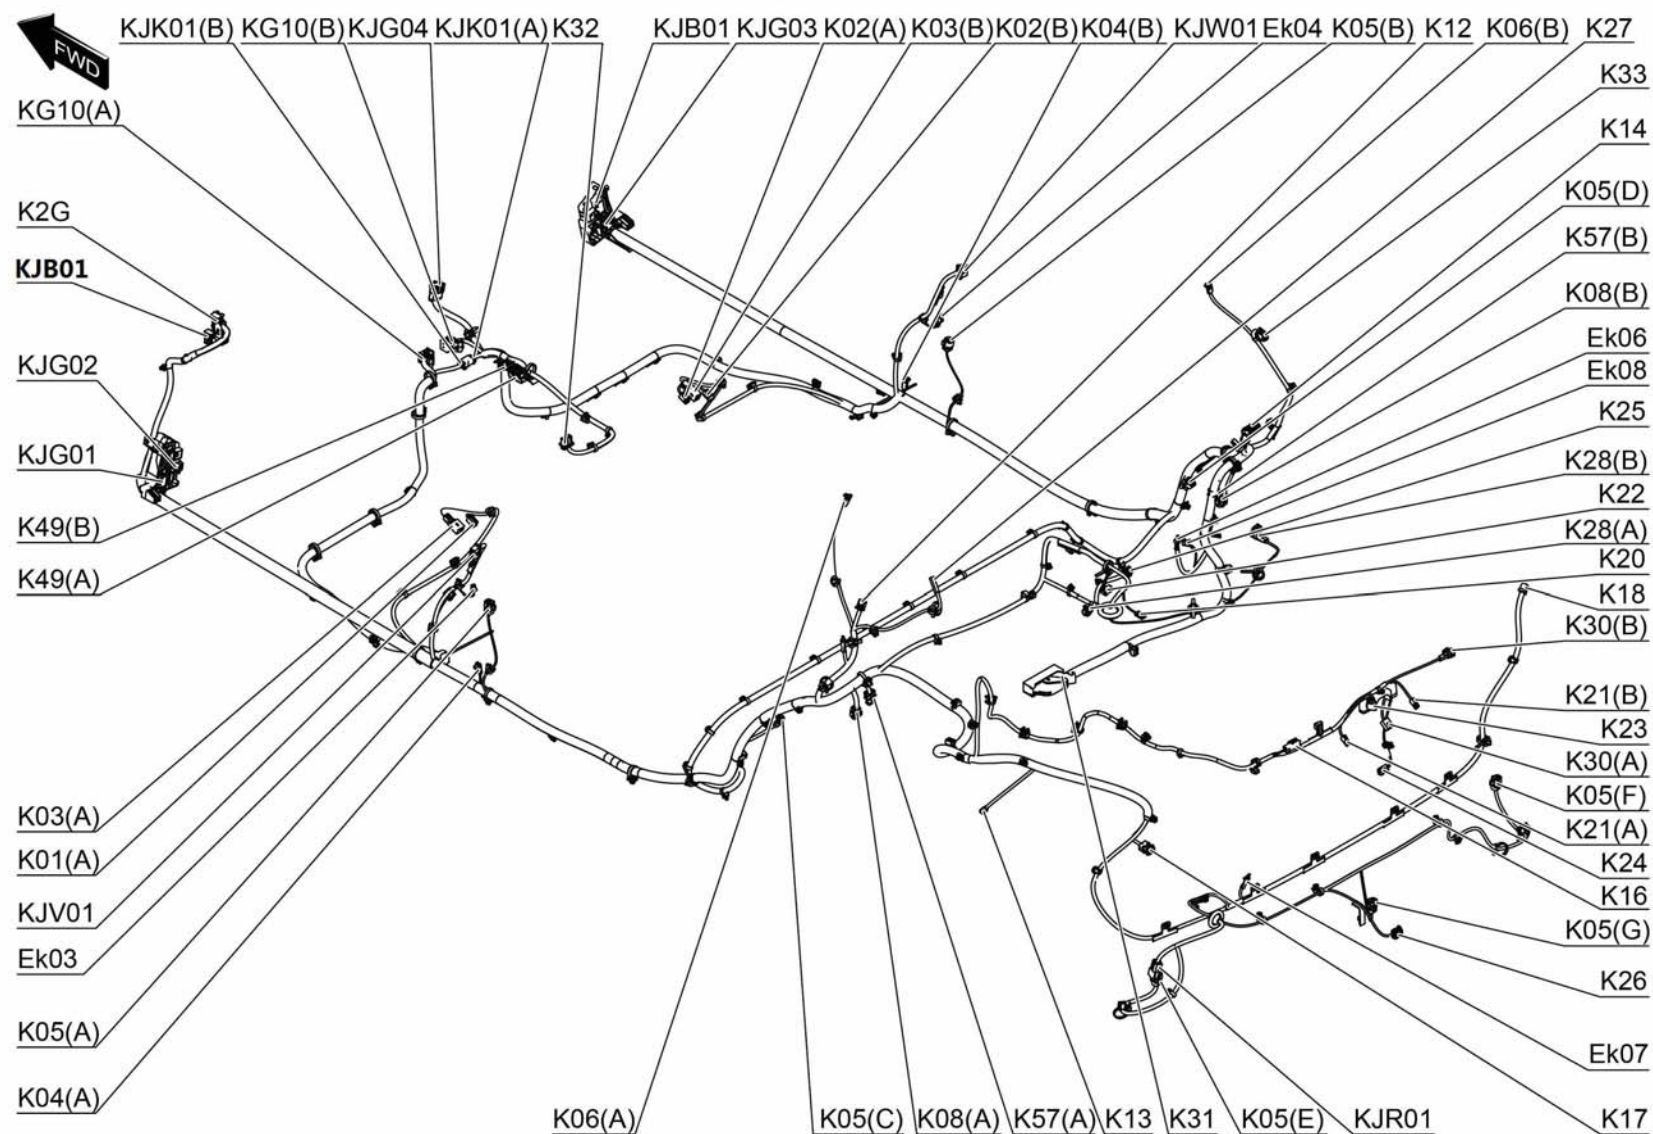 FWD
KJK01(B) KG10(B) KJG04 KJK01(A) K32 KJB01 KJG03 K02(A) K03(B) K02(B) K04(B) KJW01 Ek04 K05(B) K12 K06(B) K27
K33
KG10(A)
K14
K05(D)
K2G
K57(B)
KJB01
K08(B)
Ek06
KJG02
Ek08
K25
KJG01
K28(B)
K22
K49(B)
K28(A)
K20
K49(A)
K18
K30(B)
K21(B)
K23
K30(A)
K05(F)
K03(A)
K21(A)
K01(A)
K24
K16
KJV01
K05(G)
Ek03
K26
K05(A)
Ek07
K04(A)
K06(A) K05(C) K08(A) K57(A) K13 K31 K05(E) KJR01 K17